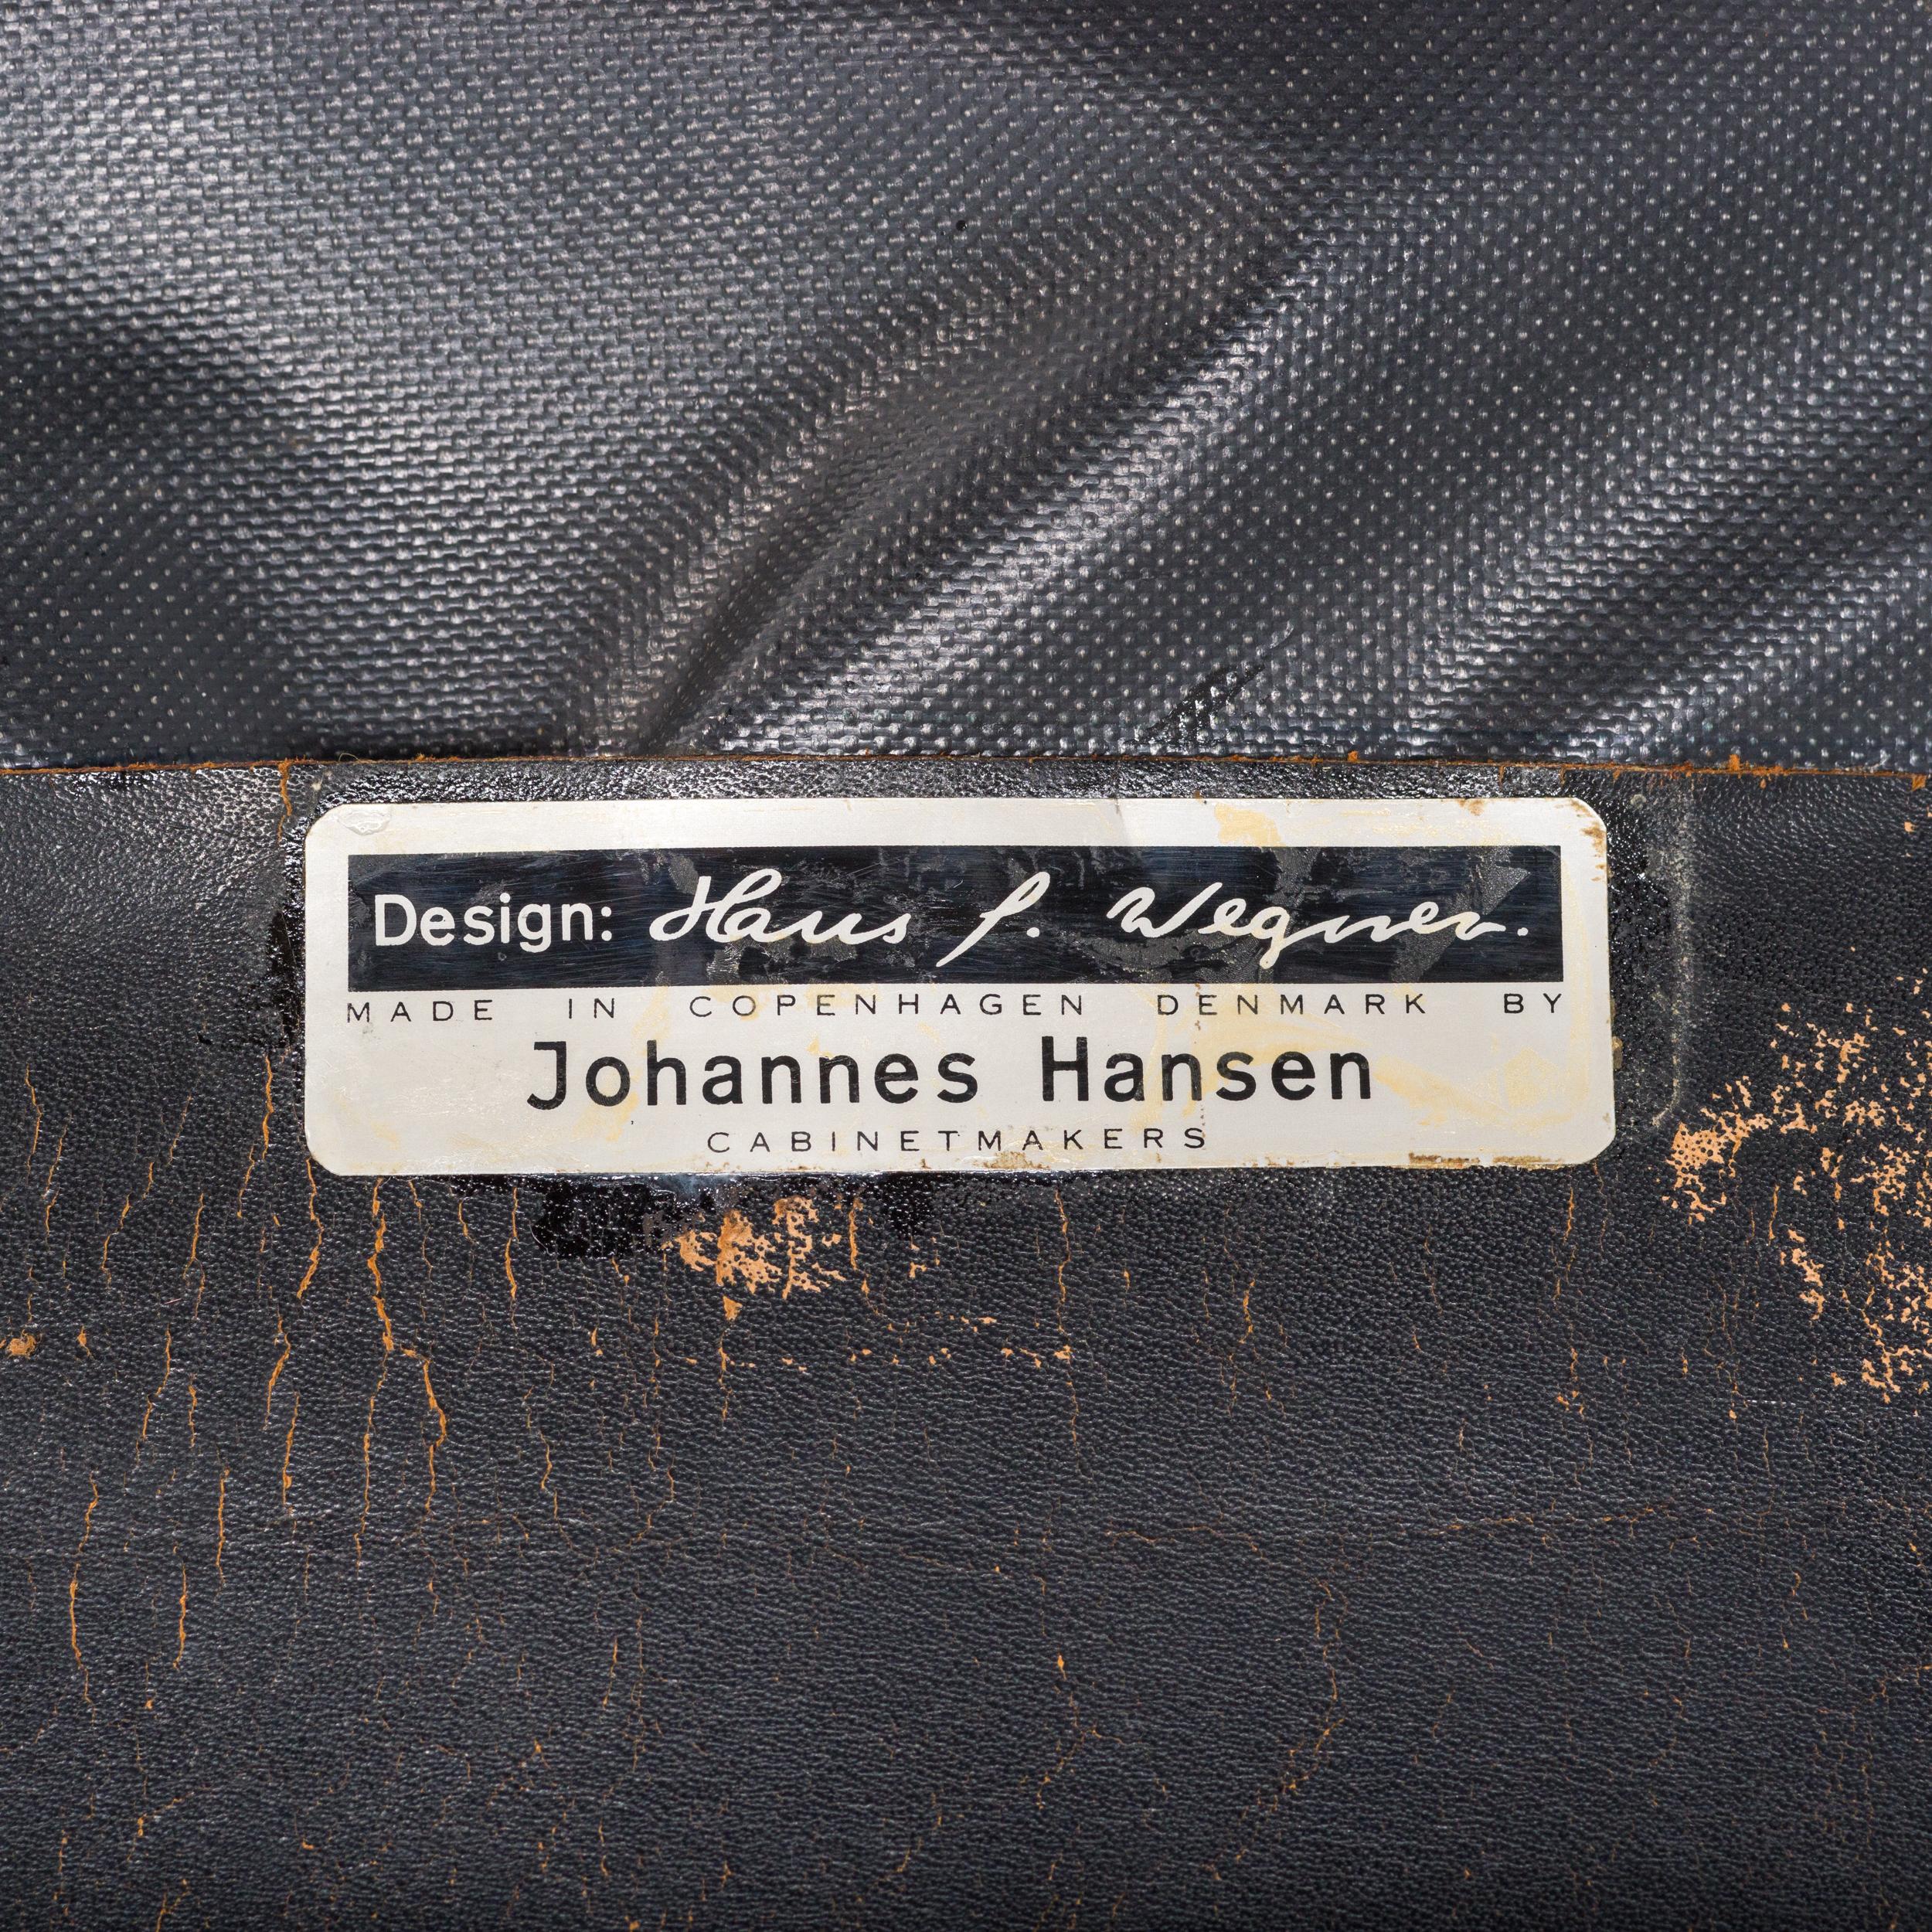 Design: Hans J. Wegner.
MADE IN COPENHAGEN DENMARK BY
Johannes Hansen
CABINETMAKERS